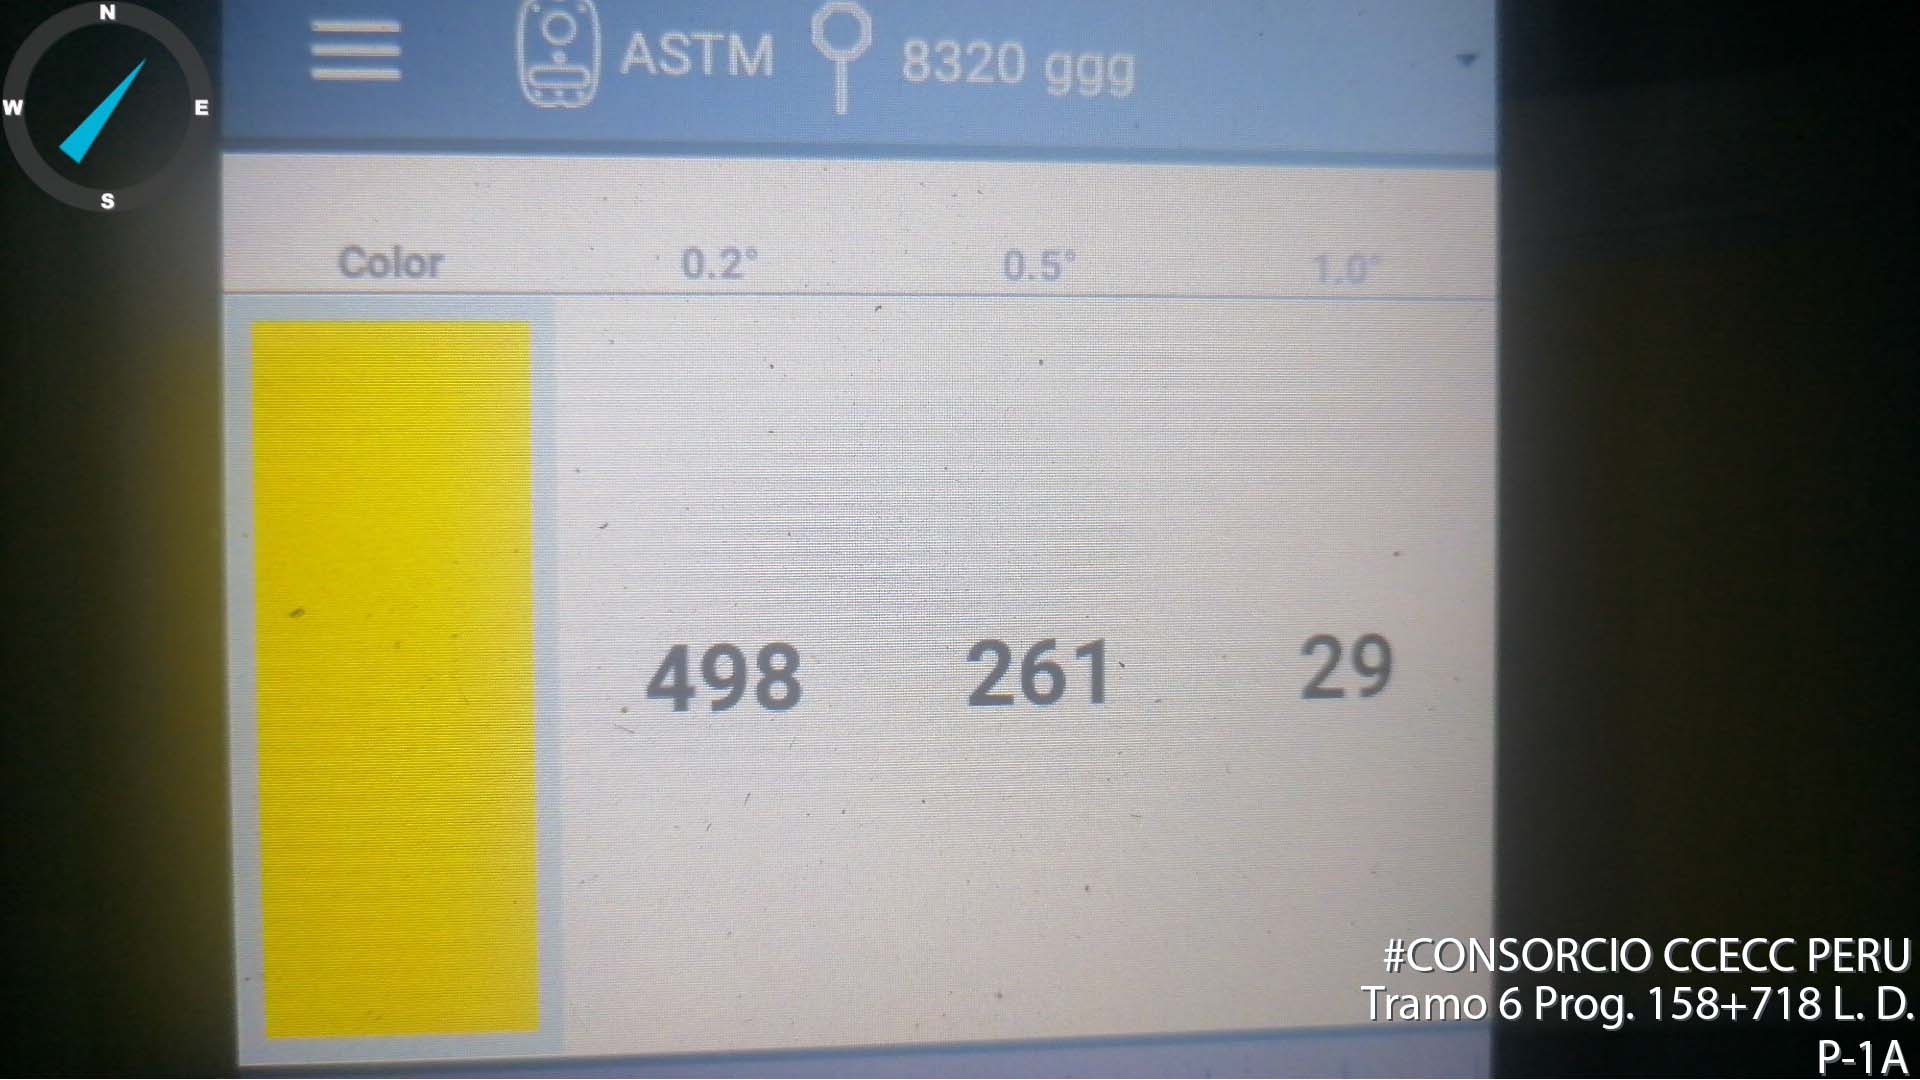 N
W E
S
ASTM 8320 ggg
Color 0.2° 0.5° 1.0°
498 261 29
#CONSORCIO CCECC PERU
Tramo 6 Prog. 158+718 L. D.
P-1A